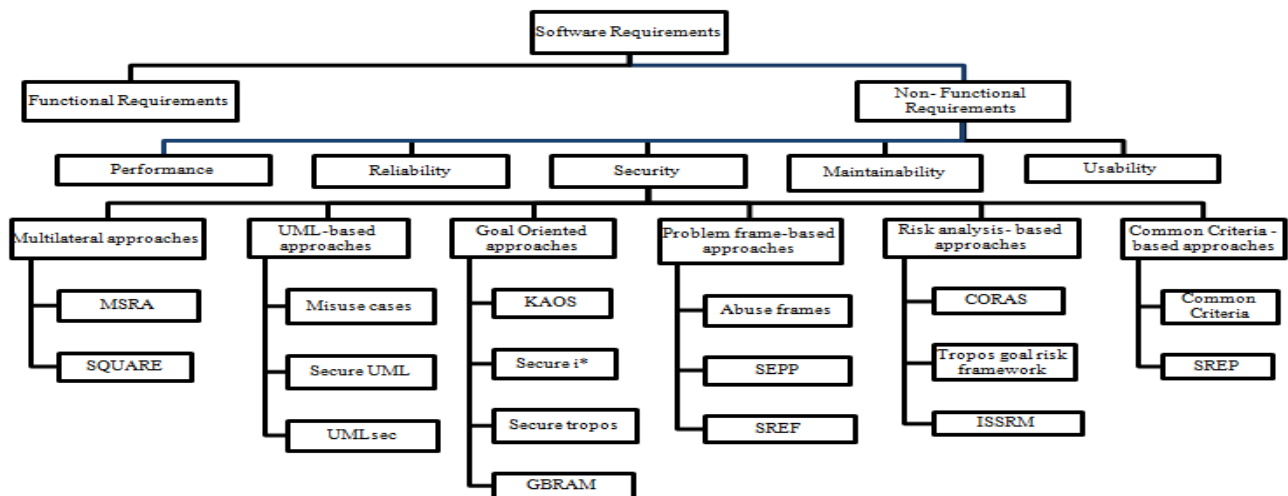 Software Requirements
Functional Requirements
Non- Functional
Requirements
Performance
Reliability
Security
Maintainability
Usability
Multilateral approaches
UML-based
approaches
Goal Oriented
approaches
Problem frame-based
approaches
Risk analysis- based
approaches
Common Criteria -
based approaches
MSRA
SQUARE
Misuse cases
Secure UML
UMLsec
KAOS
Secure i*
Secure tropos
GBRAM
Abuse frames
SEPP
SREF
CORAS
Tropos goal risk
framework
ISSRM
Common
Criteria
SREP